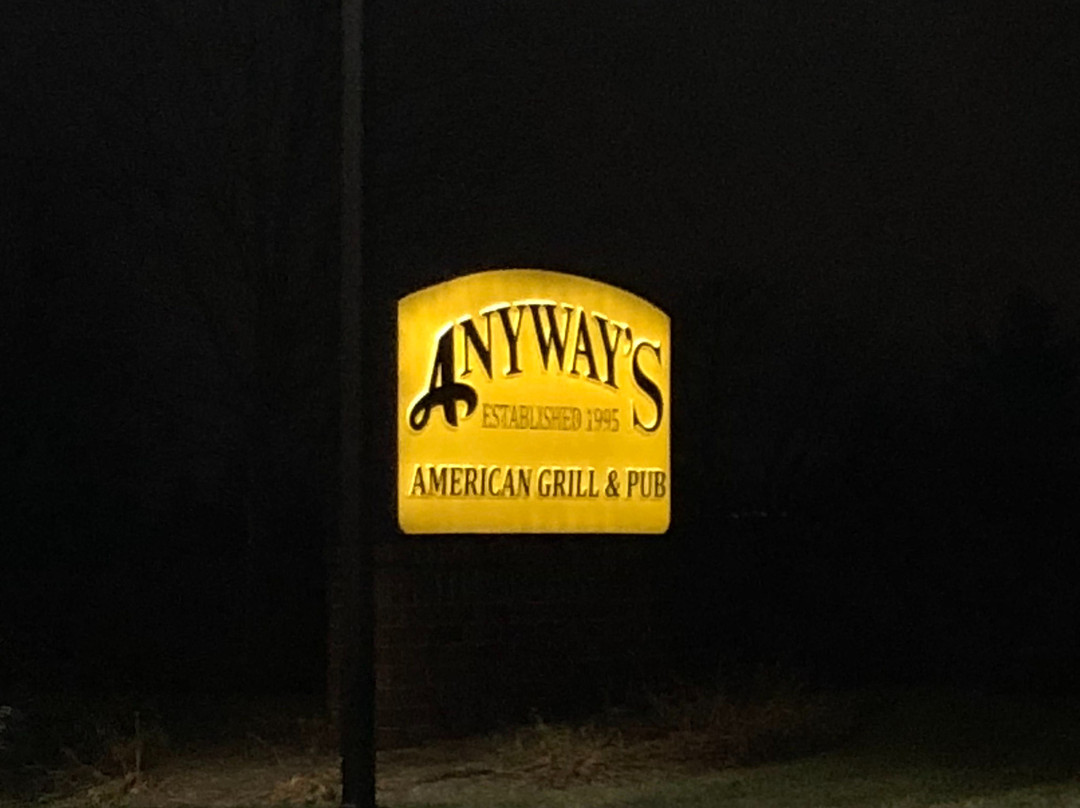 ANYWAY'S
ESTABLISHED 1995
AMERICAN GRILL & PUB